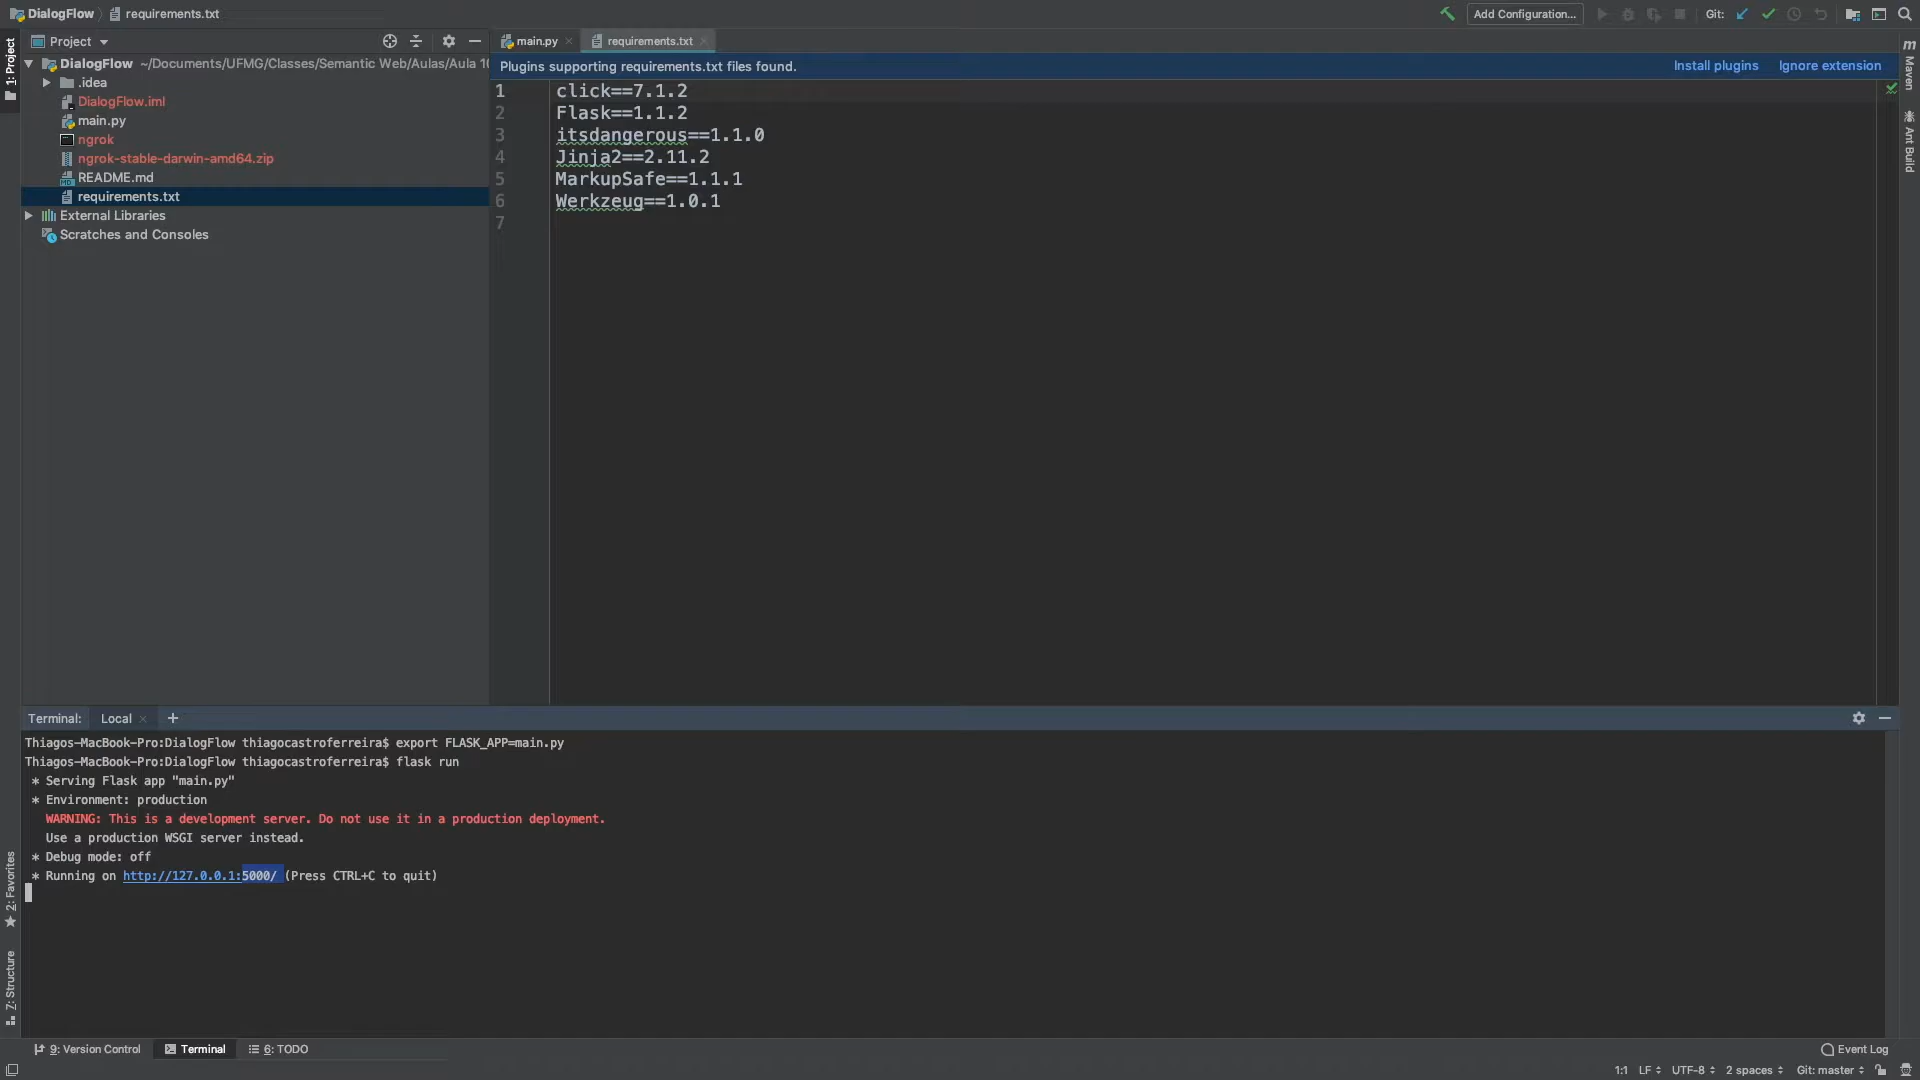 DialogFlow requirements.txt
Add Configuration... Git:
Project
main.py requirements.txt
DialogFlow ~/Documents/UFMG/Classes/Semantic Web/Aulas/Aula 10
Plugins supporting requirements.txt files found. Install plugins Ignore extension
.idea
DialogFlow.iml
main.py
ngrok
ngrok-stable-darwin-amd64.zip
README.md
requirements.txt
External Libraries
Scratches and Consoles
1 click==7.1.2
2 Flask==1.1.2
3 itsdangerous==1.1.0
4 Jinja2==2.11.2
5 MarkupSafe==1.1.1
6 Werkzeug==1.0.1
7
1: Project
m Maven
Ant Build
Terminal: Local +
Thiagos-MacBook-Pro:DialogFlow thiagocastroferreira$ export FLASK_APP=main.py
Thiagos-MacBook-Pro:DialogFlow thiagocastroferreira$ flask run
* Serving Flask app "main.py"
* Environment: production
WARNING: This is a development server. Do not use it in a production deployment.
Use a production WSGI server instead.
* Debug mode: off
* Running on http://127.0.0.1:5000/ (Press CTRL+C to quit)
2: Favorites
Z: Structure
9: Version Control Terminal 6: TODO Event Log
1:1 LF UTF-8 2 spaces Git: master